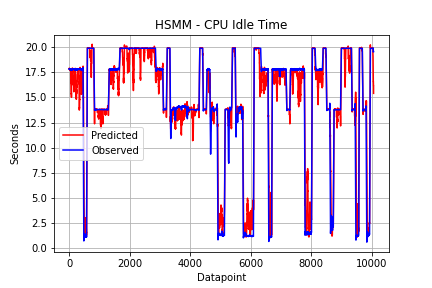 HSMM - CPU Idle Time
20.0
17.5
15.0
12.5
10.0
7.5
5.0
2.5
0.0
Seconds
Predicted
Observed
0 2000 4000 6000 8000 10000
Datapoint